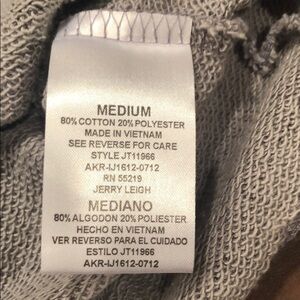 MEDIUM
80% COTTON 20% POLYESTER
MADE IN VIETNAM
SEE REVERSE FOR CARE
STYLE JT11966
AKR-IJ1612-0712
RN 55219
JERRY LEIGH
MEDIANO
80% ALGODON 20% POLIESTER
HECHO EN VIETNAM
VER REVERSO PARA EL CUIDADO
ESTILO JT11966
AKR-IJ1612-0712